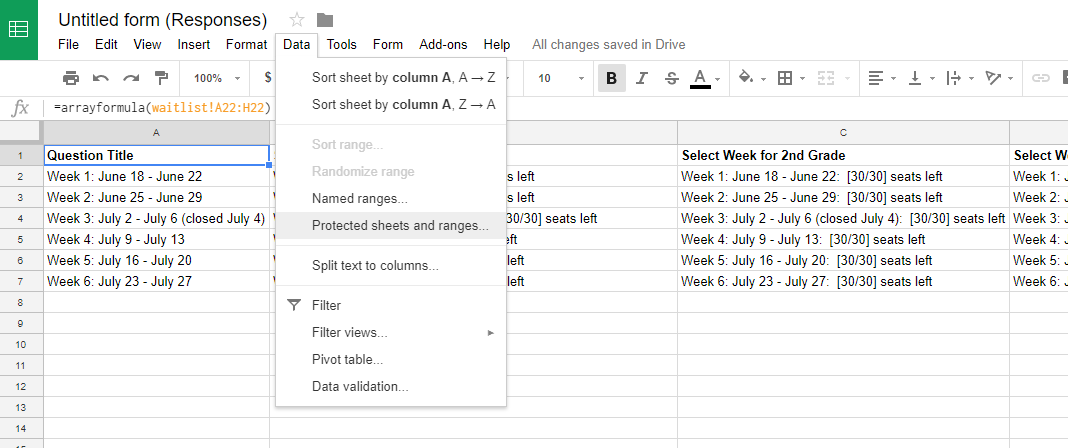 Untitled form (Responses)
File Edit View Insert Format Data Tools Form Add-ons Help All changes saved in Drive
100% $ 10 B I S A
fx =arrayformula(waitlist!A22:H22)
Sort sheet by column A, A → Z
Sort sheet by column A, Z → A
Sort range...
Randomize range
Named ranges...
Protected sheets and ranges...
Split text to columns...
Filter
Filter views...
Pivot table...
Data validation...
A C
1 Question Title Select Week for 2nd Grade Select
2 Week 1: June 18 - June 22 left Week 1: June 18 - June 22: [30/30] seats left Week 1:
3 Week 2: June 25 - June 29 left Week 2: June 25 - June 29: [30/30] seats left Week 2:
4 Week 3: July 2 - July 6 (closed July 4) 30/30] seats left Week 3: July 2 - July 6 (closed July 4): [30/30] seats left Week 3:
5 Week 4: July 9 - July 13 Week 4: July 9 - July 13: [30/30] seats left Week 4:
6 Week 5: July 16 - July 20 left Week 5: July 16 - July 20: [30/30] seats left Week 5:
7 Week 6: July 23 - July 27 left Week 6: July 23 - July 27: [30/30] seats left Week 6:
8
9
10
11
12
13
14